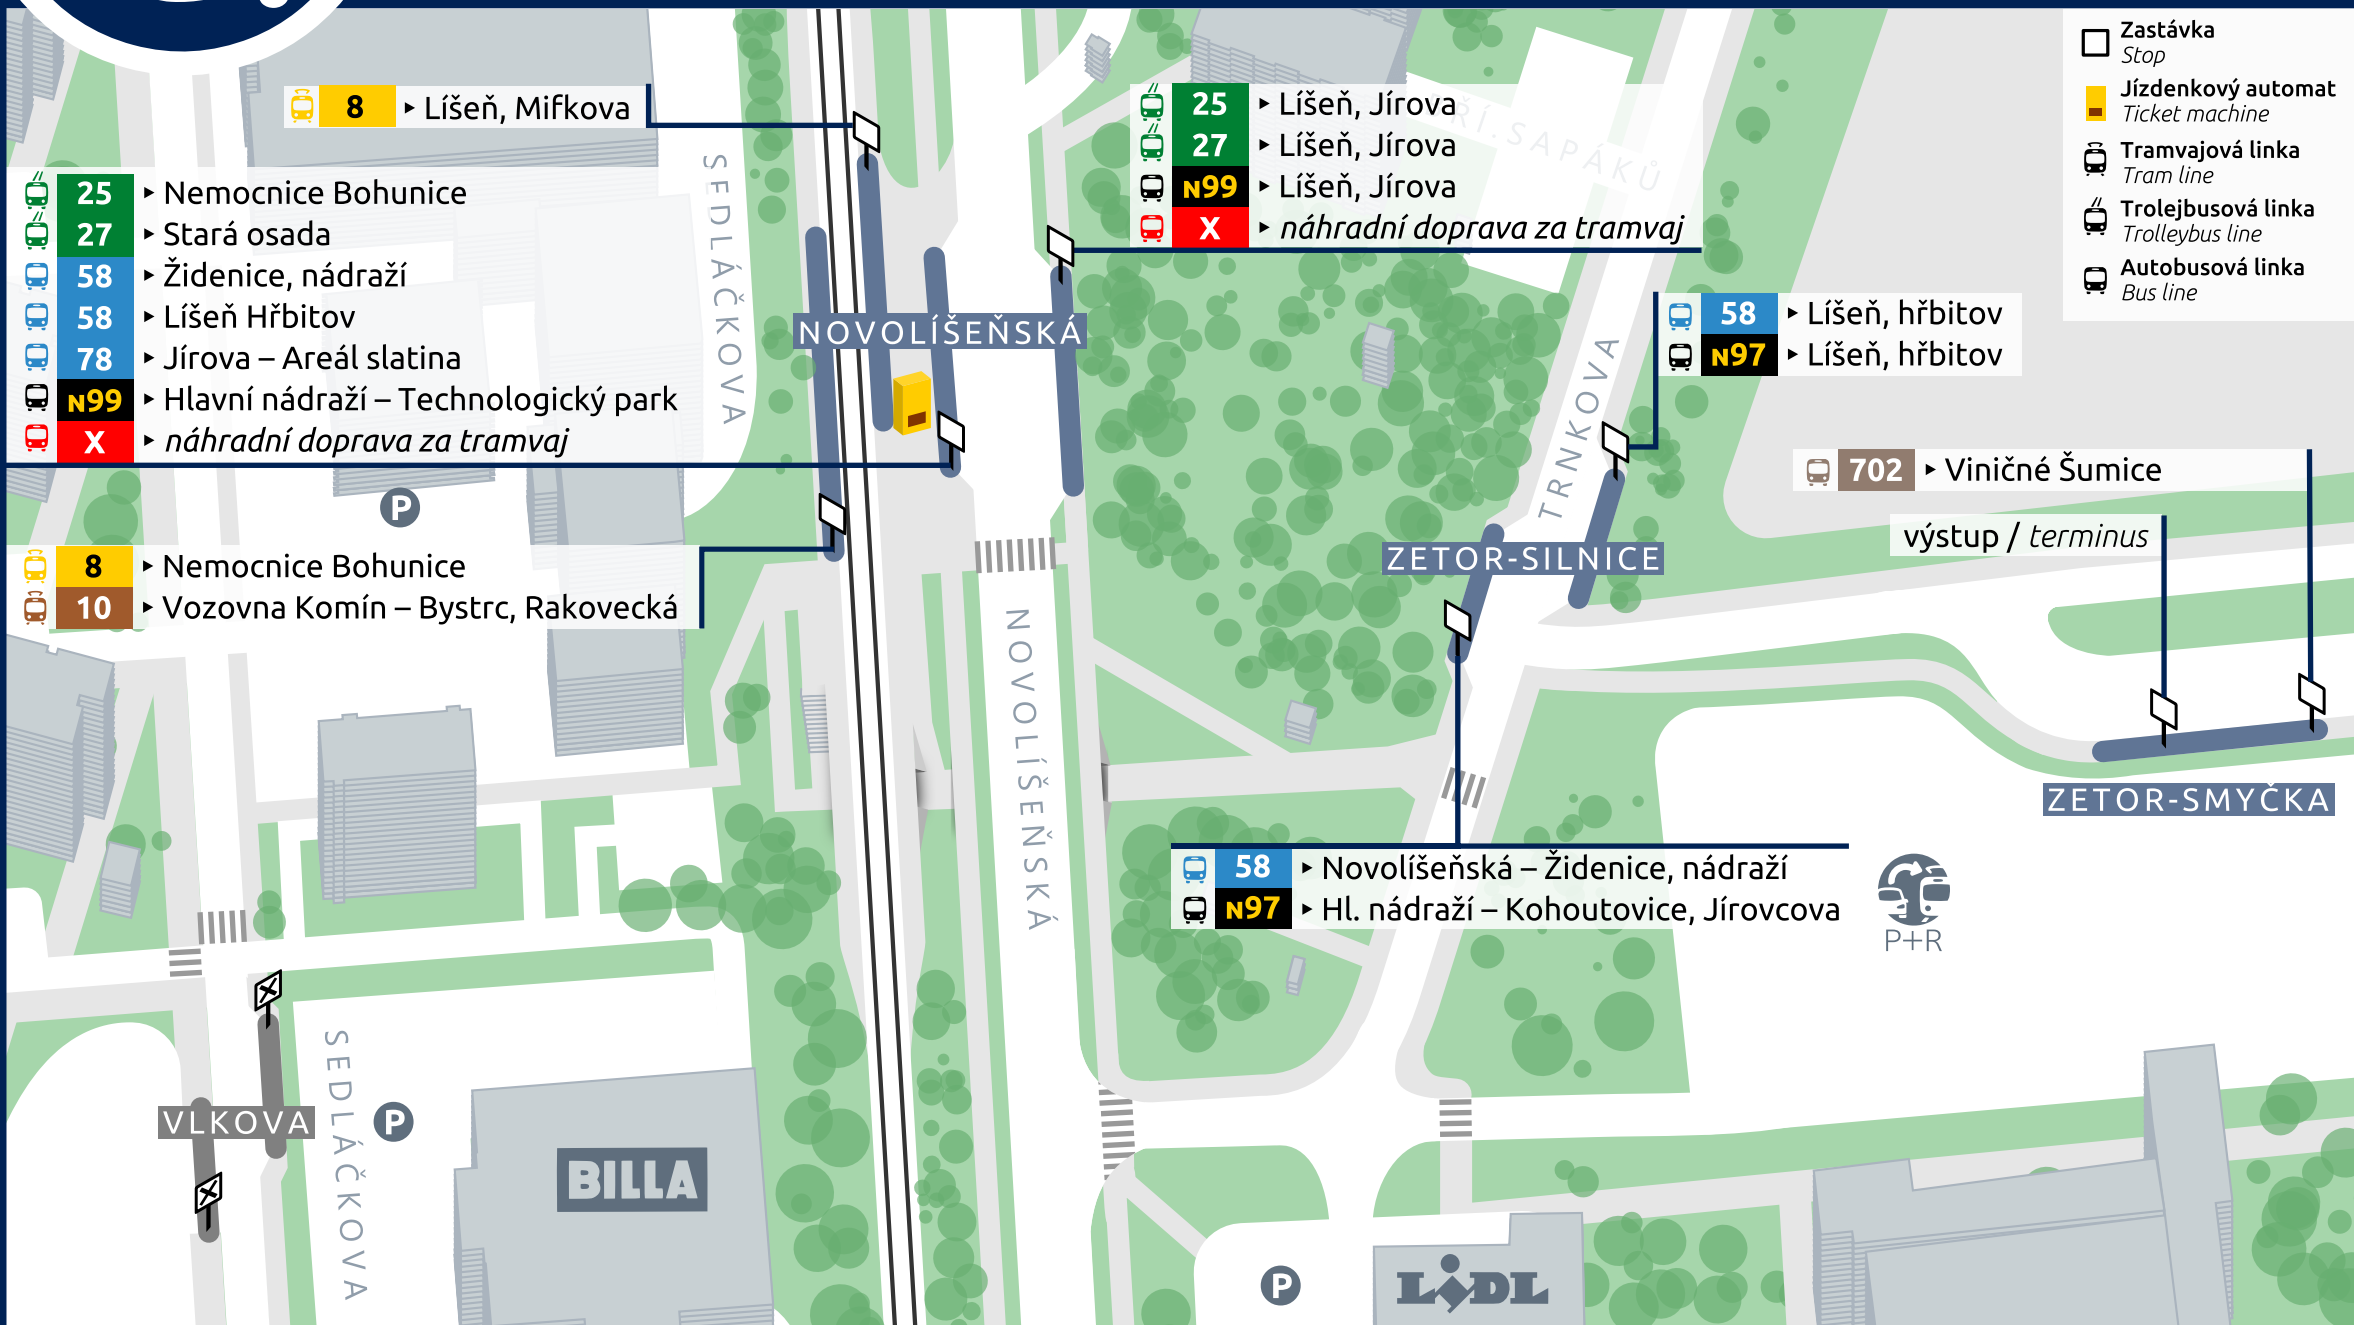 8 ▸ Líšeň, Mifkova
25 ▸ Nemocnice Bohunice
27 ▸ Stará osada
58 ▸ Židenice, nádraží
58 ▸ Líšeň Hřbitov
78 ▸ Jírova – Areál slatina
N99 ▸ Hlavní nádraží – Technologický park
X ▸ náhradní doprava za tramvaj
8 ▸ Nemocnice Bohunice
10 ▸ Vozovna Komín – Bystrc, Rakovecká
25 ▸ Líšeň, Jírova
27 ▸ Líšeň, Jírova
N99 ▸ Líšeň, Jírova
X ▸ náhradní doprava za tramvaj
Zastávka
Stop
Jízdenkový automat
Ticket machine
Tramvajová linka
Tram line
Trolejbusová linka
Trolleybus line
Autobusová linka
Bus line
58 ▸ Líšeň, hřbitov
N97 ▸ Líšeň, hřbitov
702 ▸ Viničné Šumice
výstup / terminus
58 ▸ Novolíšeňská – Židenice, nádraží
N97 ▸ Hl. nádraží – Kohoutovice, Jírovcova
SEDLÁČKOVA
NOVOLÍŠEŇSKÁ
PŘÍ. SAPÁKŮ
TRNKOVA
ZETOR-SILNICE
ZETOR-SMYČKA
P
NOVOLÍŠEŇSKÁ
P+R
VLKOVA
SEDLÁČKOVA
P
BILLA
P
LIDL